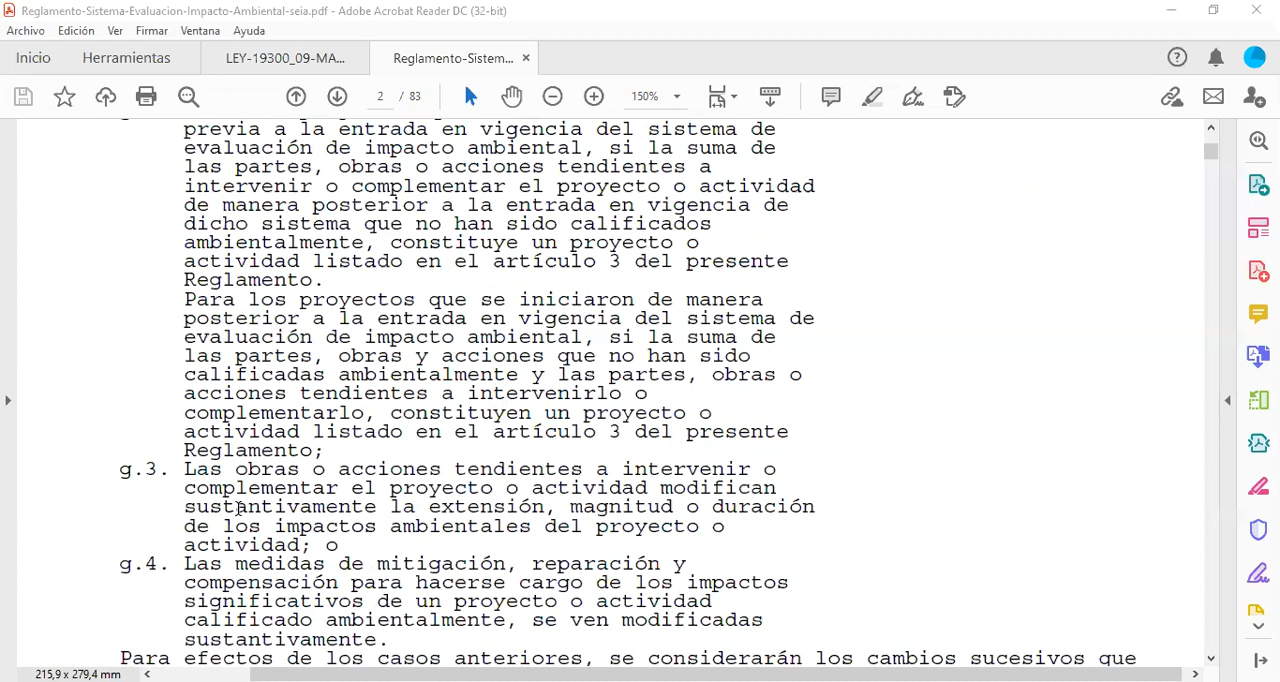 Reglamento-Sistema-Evaluacion-Impacto-Ambiental-seia.pdf - Adobe Acrobat Reader DC (32-bit)
Archivo Edición Ver Firmar Ventana Ayuda
Inicio Herramientas LEY-19300_09-MA... Reglamento-Sistem... ×
2 / 83 150%
previa a la entrada en vigencia del sistema de
evaluación de impacto ambiental, si la suma de
las partes, obras o acciones tendientes a
intervenir o complementar el proyecto o actividad
de manera posterior a la entrada en vigencia de
dicho sistema que no han sido calificados
ambientalmente, constituye un proyecto o
actividad listado en el artículo 3 del presente
Reglamento.
Para los proyectos que se iniciaron de manera
posterior a la entrada en vigencia del sistema de
evaluación de impacto ambiental, si la suma de
las partes, obras y acciones que no han sido
calificadas ambientalmente y las partes, obras o
acciones tendientes a intervenirlo o
complementarlo, constituyen un proyecto o
actividad listado en el artículo 3 del presente
Reglamento;
g.3. Las obras o acciones tendientes a intervenir o
complementar el proyecto o actividad modifican
sustantivamente la extensión, magnitud o duración
de los impactos ambientales del proyecto o
actividad; o
g.4. Las medidas de mitigación, reparación y
compensación para hacerse cargo de los impactos
significativos de un proyecto o actividad
calificado ambientalmente, se ven modificadas
sustantivamente.
Para efectos de los casos anteriores, se considerarán los cambios sucesivos que
215,9 x 279,4 mm